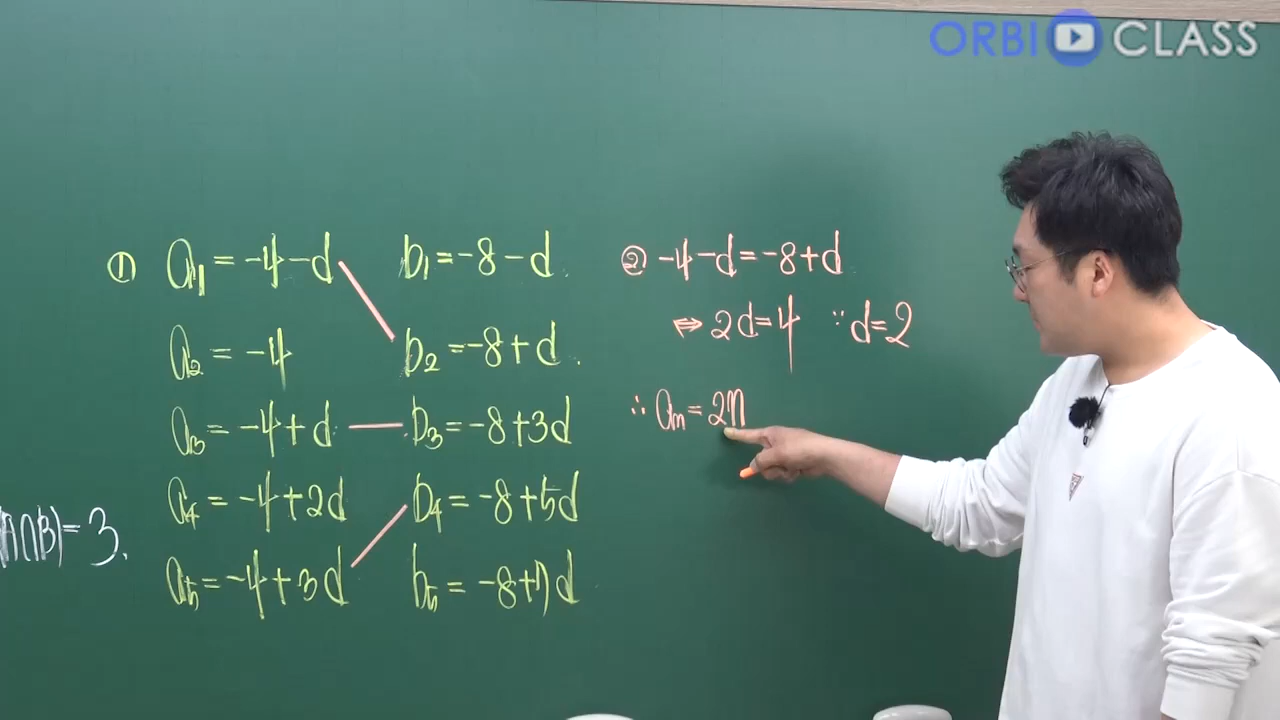 ORBI CLASS
① a₁ = -4-d b₁ = -8-d
a₂ = -4 b₂ = -8+d
a₃ = -4+d b₃ = -8+3d
a₄ = -4+2d b₄ = -8+5d
a₅ = -4+3d b₅ = -8+7d
A∩B) = 3.
② -4-d = -8+d
⇔ 2d=4 ∵ d=2
∴ aₙ = 2n